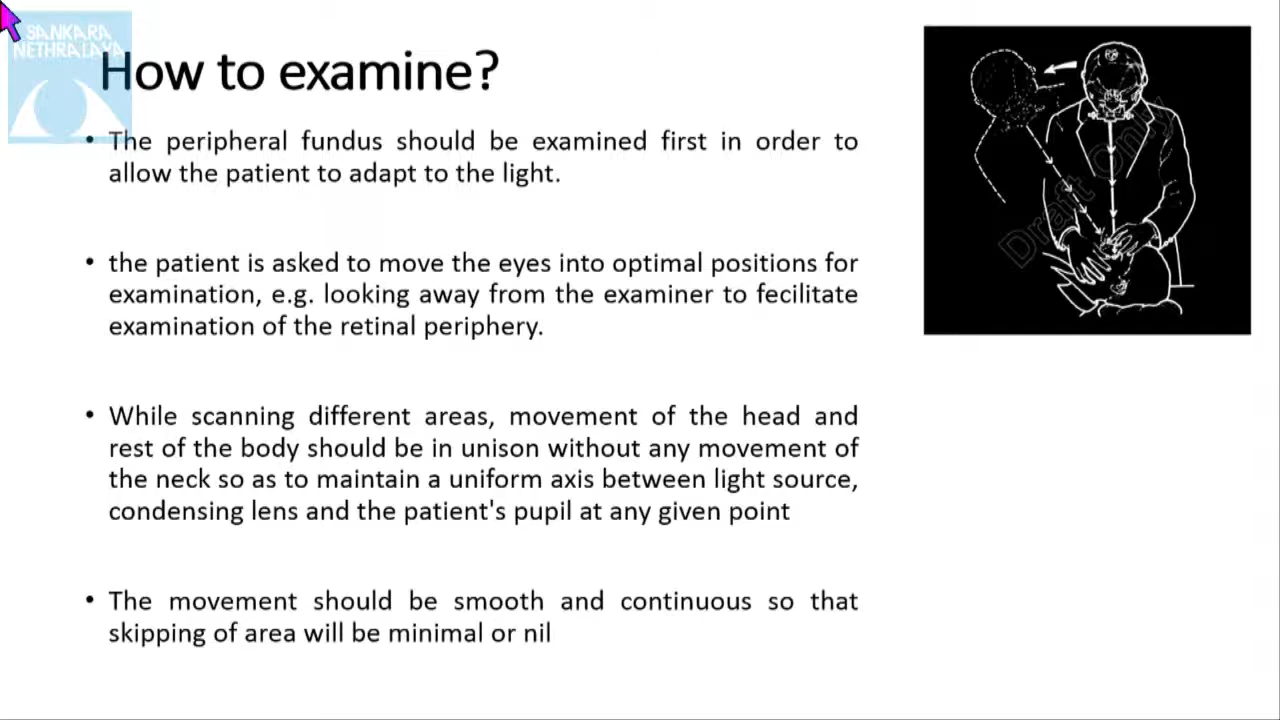 SANKARA
NETHRALAYA
How to examine?
• The peripheral fundus should be examined first in order to
allow the patient to adapt to the light.
• the patient is asked to move the eyes into optimal positions for
examination, e.g. looking away from the examiner to fecilitate
examination of the retinal periphery.
• While scanning different areas, movement of the head and
rest of the body should be in unison without any movement of
the neck so as to maintain a uniform axis between light source,
condensing lens and the patient's pupil at any given point
• The movement should be smooth and continuous so that
skipping of area will be minimal or nil
Draft Only